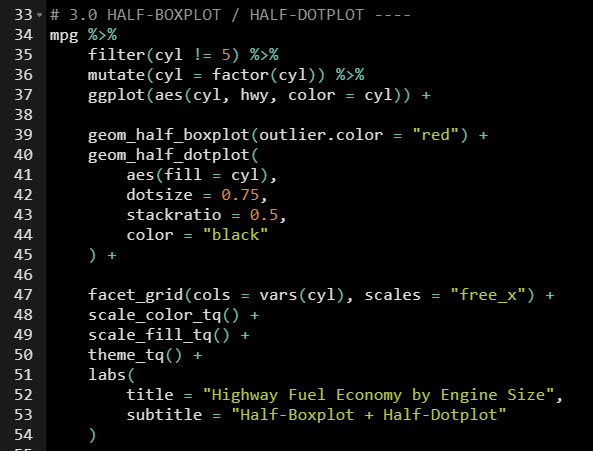 33 # 3.0 HALF-BOXPLOT / HALF-DOTPLOT ----
34 mpg %>%
35     filter(cyl != 5) %>%
36     mutate(cyl = factor(cyl)) %>%
37     ggplot(aes(cyl, hwy, color = cyl)) +
38
39     geom_half_boxplot(outlier.color = "red") +
40     geom_half_dotplot(
41         aes(fill = cyl),
42         dotsize = 0.75,
43         stackratio = 0.5,
44         color = "black"
45     ) +
46
47     facet_grid(cols = vars(cyl), scales = "free_x") +
48     scale_color_tq() +
49     scale_fill_tq() +
50     theme_tq() +
51     labs(
52         title = "Highway Fuel Economy by Engine Size",
53         subtitle = "Half-Boxplot + Half-Dotplot"
54     )